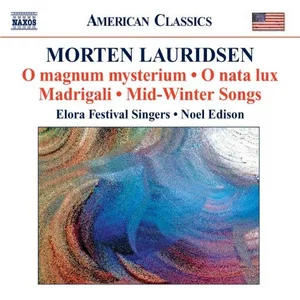 NAXOS
AMERICAN CLASSICS
MORTEN LAURIDSEN
O magnum mysterium • O nata lux
Madrigali • Mid-Winter Songs
Elora Festival Singers • Noel Edison